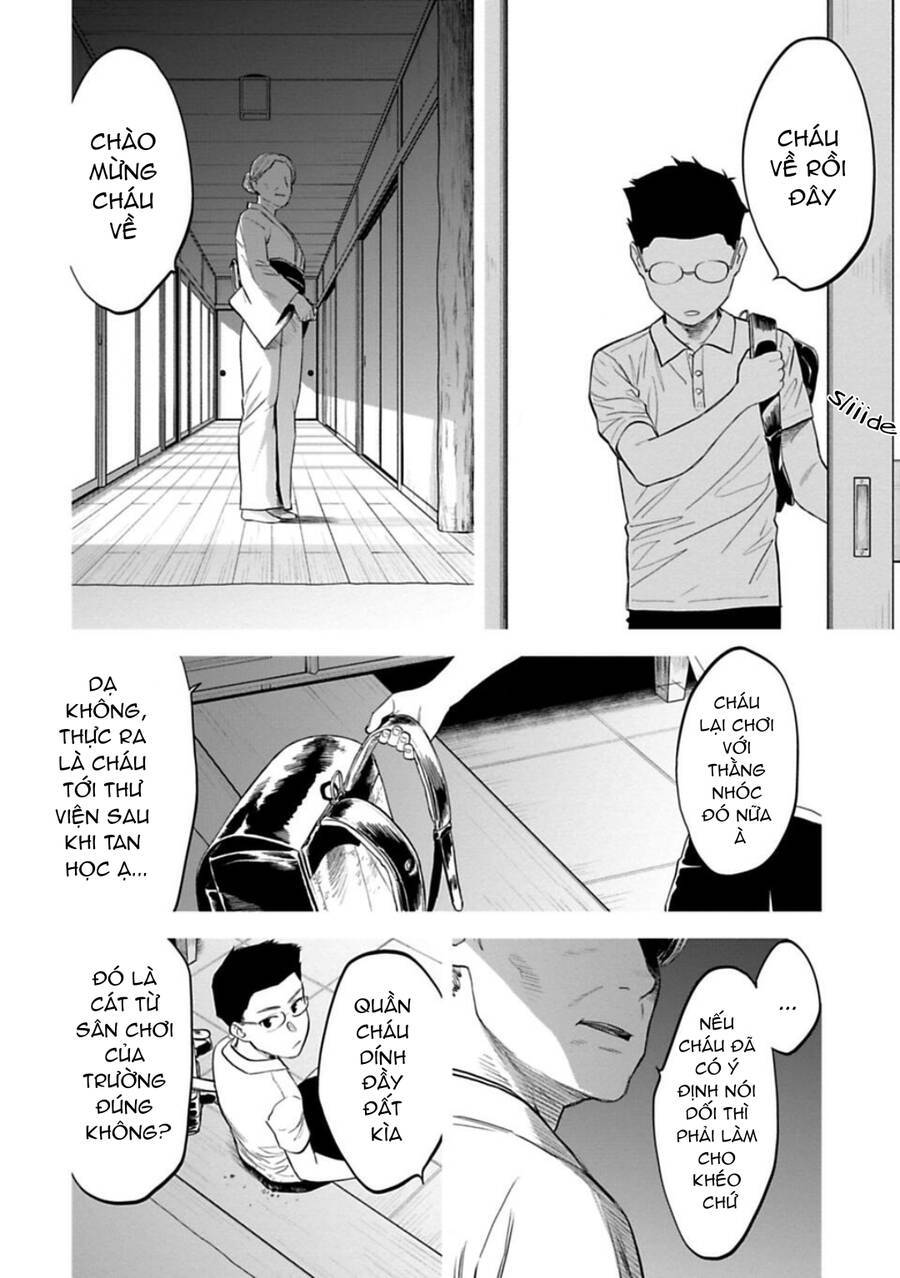 CHÁU
VỀ RỒI
ĐÂY
Sliiide
CHÀO
MỪNG
CHÁU
VỀ
CHÁU
LẠI CHƠI
VỚI
THẰNG
NHÓC
ĐÓ NỮA
À
DẠ
KHÔNG,
THỰC RA
LÀ CHÁU
TỚI THƯ
VIỆN SAU
KHI TAN
HỌC Ạ...
...
NẾU
CHÁU ĐÃ
CÓ Ý
ĐỊNH NÓI
DỐI THÌ
PHẢI LÀM
CHO
KHÉO
CHỨ
QUẦN
CHÁU
DÍNH
ĐẦY
ĐẤT
KÌA
ĐÓ LÀ
CÁT TỪ
SÂN CHƠI
CỦA
TRƯỜNG
ĐÚNG
KHÔNG?